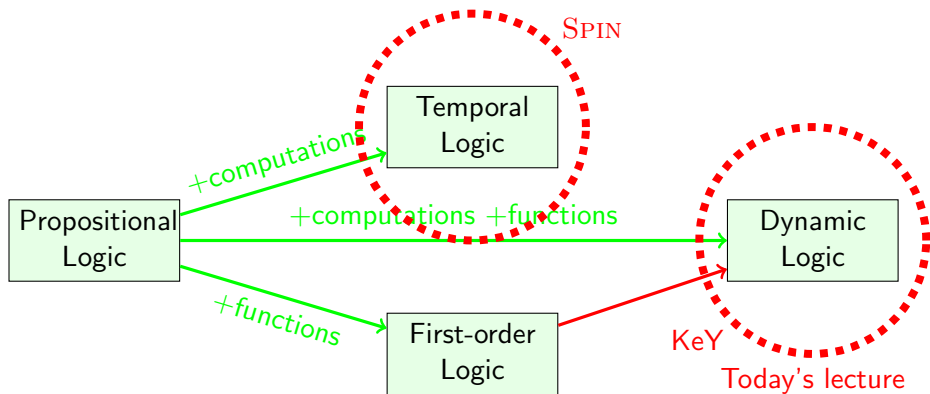 SPIN
Temporal
Logic
+computations
+computations +functions
Propositional
Logic
Dynamic
Logic
+functions
First-order
Logic
KeY
Today's lecture